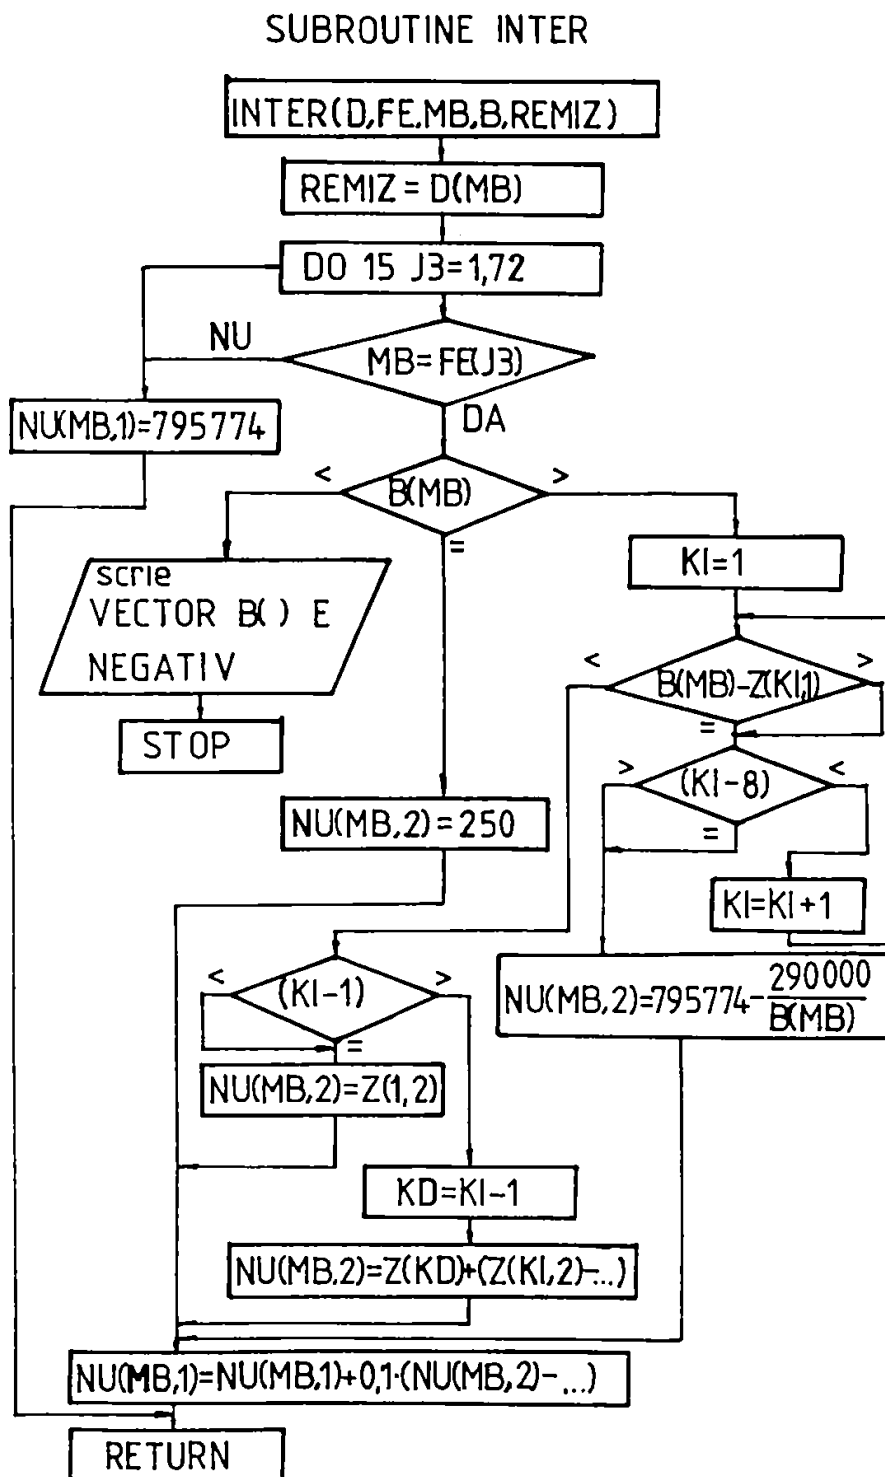 SUBROUTINE INTER
INTER(D,FE,MB,B,REMIZ)
REMIZ = D(MB)
DO 15 J3=1,72
NU
MB=FE(J3)
DA
NU(MB,1)=795774
<
B(MB)
>
=
KI=1
scrie
VECTOR B( ) E
NEGATIV
STOP
<
B(MB)-Z(KI,1)
>
=
>
(KI-8)
<
=
NU(MB,2)=250
KI=KI+1
<
(KI-1)
>
=
NU(MB,2)=795774-290000/B(MB)
NU(MB,2)=Z(1,2)
KD=KI-1
NU(MB,2)=Z(KD)+(Z(KI,2)-...)
NU(MB,1)=NU(MB,1)+0,1·(NU(MB,2)-...)
RETURN